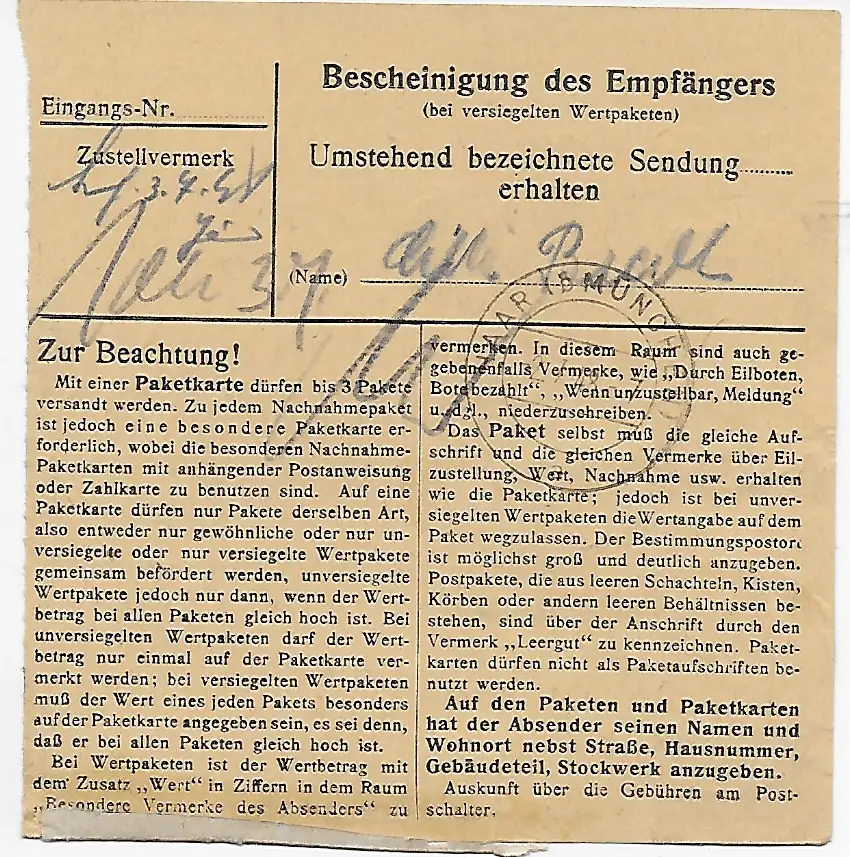 Eingangs-Nr.
Zustellvermerk
3.4.
Bescheinigung des Empfängers
(bei versiegelten Wertpaketen)
Umstehend bezeichnete Sendung
erhalten
(Name)
MÜNCH
Zur Beachtung!
Mit einer Paketkarte dürfen bis 3 Pakete
versandt werden. Zu jedem Nachnahmepaket
ist jedoch eine besondere Paketkarte er-
forderlich, wobei die besonderen Nachnahme-
Paketkarten mit anhängender Postanweisung
oder Zahlkarte zu benutzen sind. Auf eine
Paketkarte dürfen nur Pakete derselben Art,
also entweder nur gewöhnliche oder nur un-
versiegelte oder nur versiegelte Wertpakete
gemeinsam befördert werden, unversiegelte
Wertpakete jedoch nur dann, wenn der Wert-
betrag bei allen Paketen gleich hoch ist. Bei
unversiegelten Wertpaketen darf der Wert-
betrag nur einmal auf der Paketkarte ver-
merkt werden; bei versiegelten Wertpaketen
muß der Wert eines jeden Pakets besonders
auf der Paketkarte angegeben sein, es sei denn,
daß er bei allen Paketen gleich hoch ist.
Bei Wertpaketen ist der Wertbetrag mit
dem Zusatz „Wert“ in Ziffern in dem Raum
„Besondere Vermerke des Absenders“ zu
vermerken. In diesem Raum sind auch ge-
gebenenfalls Vermerke, wie „Durch Eilboten,
Bote bezahlt“, „Wenn unzustellbar, Meldung“
u. dgl., niederzuschreiben.
Das Paket selbst muß die gleiche Auf-
schrift und die gleichen Vermerke über Eil-
zustellung, Wert, Nachnahme usw. erhalten
wie die Paketkarte; jedoch ist bei unver-
siegelten Wertpaketen die Wertangabe auf dem
Paket wegzulassen. Der Bestimmungspostort
ist möglichst groß und deutlich anzugeben.
Postpakete, die aus leeren Schachteln, Kisten,
Körben oder andern leeren Behältnissen be-
stehen, sind über der Anschrift durch den
Vermerk „Leergut“ zu kennzeichnen. Paket-
karten dürfen nicht als Paketaufschriften be-
nutzt werden.
Auf den Paketen und Paketkarten
hat der Absender seinen Namen und
Wohnort nebst Straße, Hausnummer,
Gebäudeteil, Stockwerk anzugeben.
Auskunft über die Gebühren am Post-
schalter.